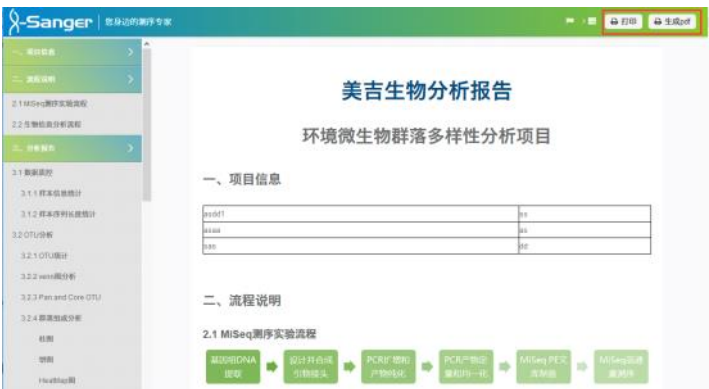 i-Sanger 您身边的测序专家
打印 生成pdf
一、项目信息
二、流程说明
2.1 MiSeq测序实验流程
2.2 生物信息分析流程
三、分析报告
3.1 数据质控
3.1.1 样本信息统计
3.1.2 样本序列长度统计
3.2 OTU分析
3.2.1 OTU统计
3.2.2 venn图分析
3.2.3 Pan and Core OTU
3.2.4 群落组成分析
柱图
饼图
HeatMap图
美吉生物分析报告
环境微生物群落多样性分析项目
一、项目信息
asdd1 ss
asaa as
sas dd
二、流程说明
2.1 MiSeq测序实验流程
基因组DNA提取
设计并合成引物接头
PCR扩增和产物纯化
PCR产物定量和均一化
MiSeq PE文库制备
MiSeq高通量测序